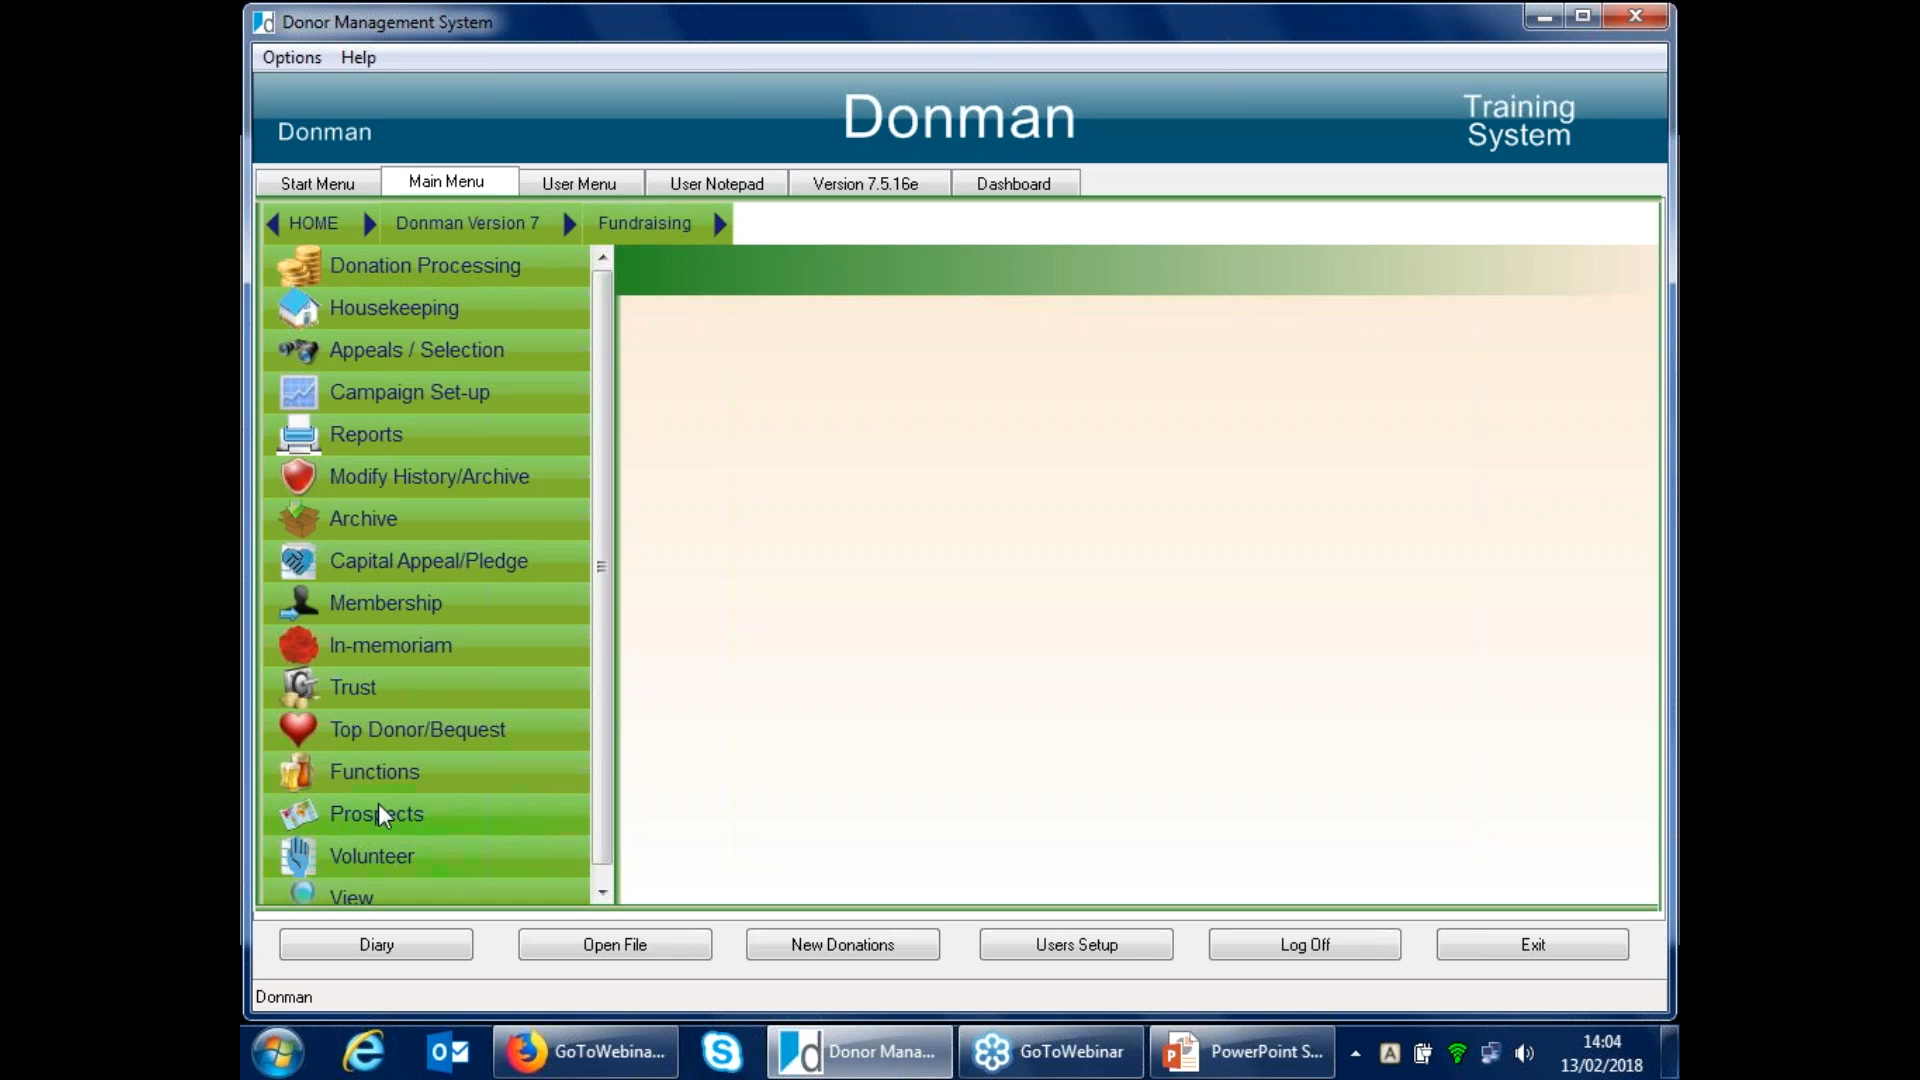 Donor Management System
Options Help
Donman
Donman
Training
System
Start Menu Main Menu User Menu User Notepad Version 7.5.16e Dashboard
HOME Donman Version 7 Fundraising
Donation Processing
Housekeeping
Appeals / Selection
Campaign Set-up
Reports
Modify History/Archive
Archive
Capital Appeal/Pledge
Membership
In-memoriam
Trust
Top Donor/Bequest
Functions
Prospects
Volunteer
View
Diary Open File New Donations Users Setup Log Off Exit
Donman
GoToWebina... Donor Mana... GoToWebinar PowerPoint S... 14:04
13/02/2018